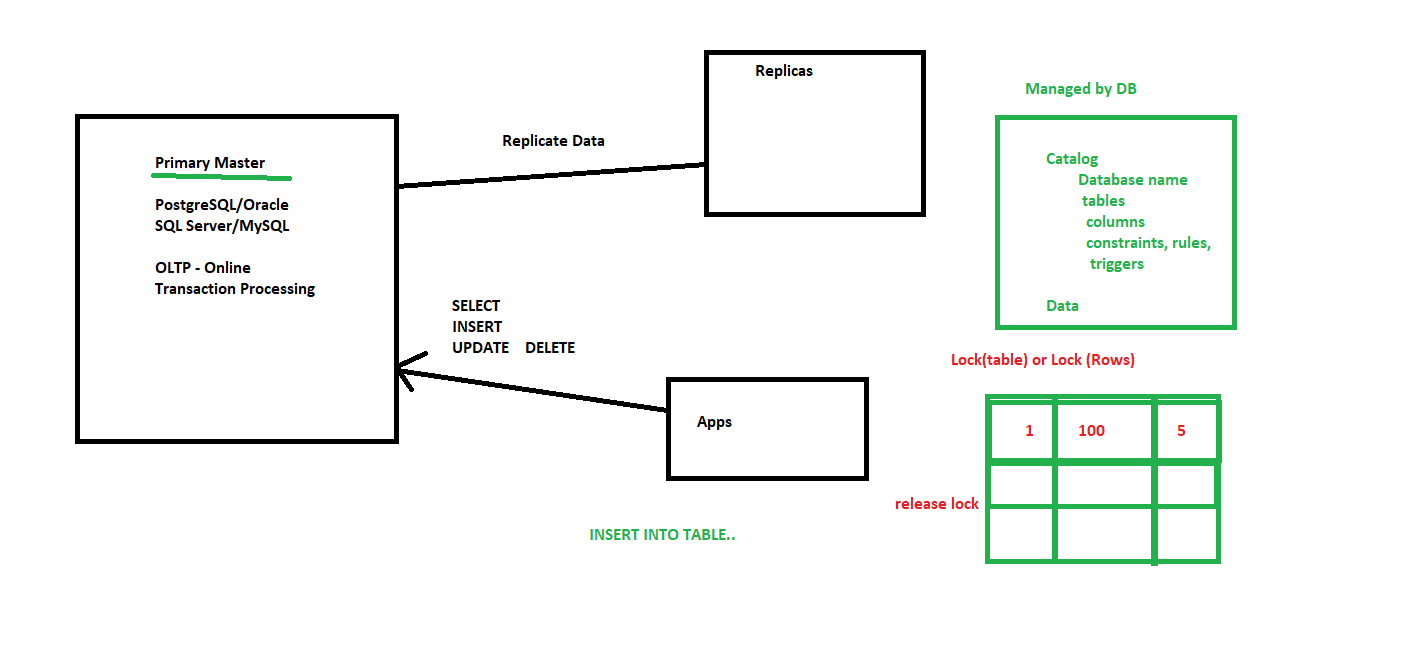 Primary Master
PostgreSQL/Oracle
SQL Server/MySQL
OLTP - Online
Transaction Processing
Replicate Data
Replicas
SELECT
INSERT
UPDATE DELETE
Apps
INSERT INTO TABLE..
Managed by DB
Catalog
Database name
tables
columns
constraints, rules,
triggers
Data
Lock(table) or Lock (Rows)
1 100 5
release lock